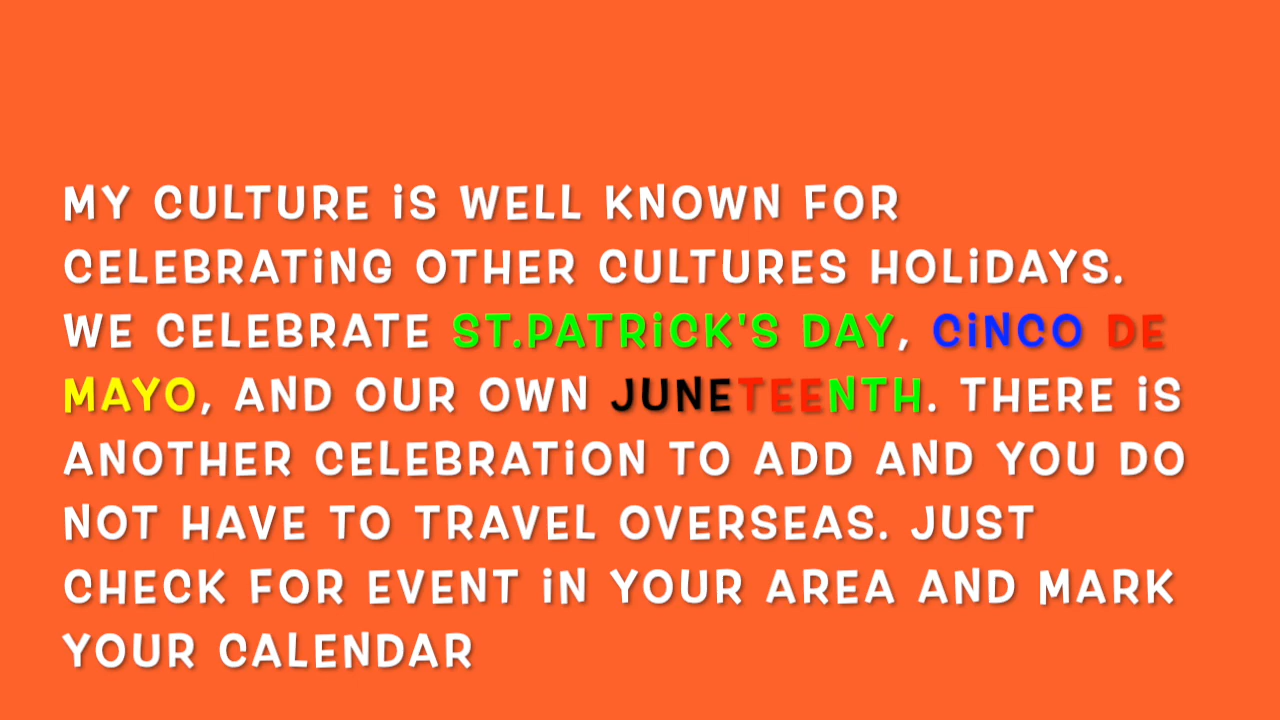 MY CULTURE iS WELL KNOWN FOR
CELEBRATiNG OTHER CULTURES HOLiDAYS.
WE CELEBRATE ST.PATRiCK'S DAY, CiNCO DE
MAYO, AND OUR OWN JUNETEENTH. THERE iS
ANOTHER CELEBRATiON TO ADD AND YOU DO
NOT HAVE TO TRAVEL OVERSEAS. JUST
CHECK FOR EVENT iN YOUR AREA AND MARK
YOUR CALENDAR